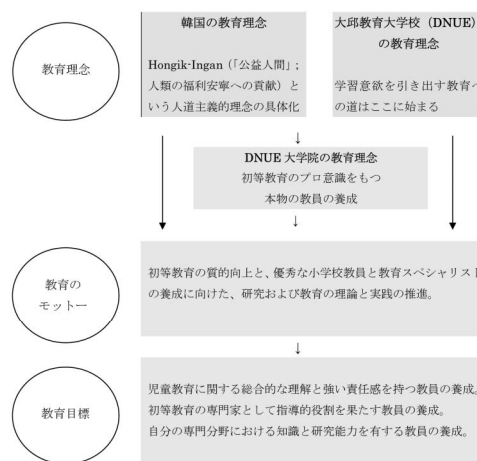 教育理念
韓国の教育理念
Hongik-Ingan（「公益人間」;
人類の福利安寧への貢献）と
いう人道主義的理念の具体化
大邱教育大学校（DNUE）
の教育理念
学習意欲を引き出す教育へ
の道はここに始まる
↓
DNUE 大学院の教育理念
初等教育のプロ意識をもつ
本物の教員の養成
↓
教育の
モットー
初等教育の質的向上と、優秀な小学校教員と教育スペシャリスト
の養成に向けた、研究および教育の理論と実践の推進。
↓
教育目標
児童教育に関する総合的な理解と強い責任感を持つ教員の養成。
初等教育の専門家として指導的役割を果たす教員の養成。
自分の専門分野における知識と研究能力を有する教員の養成。